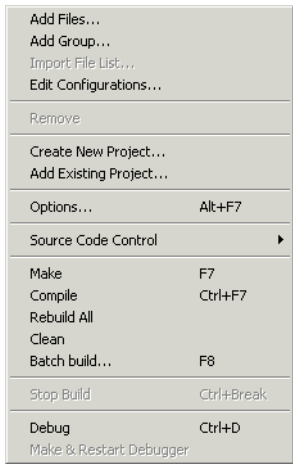 Add Files...
Add Group...
Import File List...
Edit Configurations...
Remove
Create New Project...
Add Existing Project...
Options... Alt+F7
Source Code Control
Make F7
Compile Ctrl+F7
Rebuild All
Clean
Batch build... F8
Stop Build Ctrl+Break
Debug Ctrl+D
Make & Restart Debugger